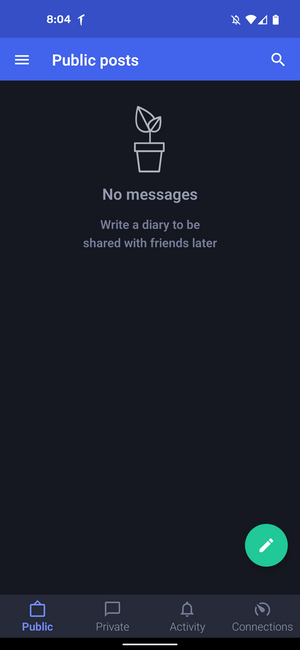 8:04
Public posts
No messages
Write a diary to be
shared with friends later
Public
Private
Activity
Connections